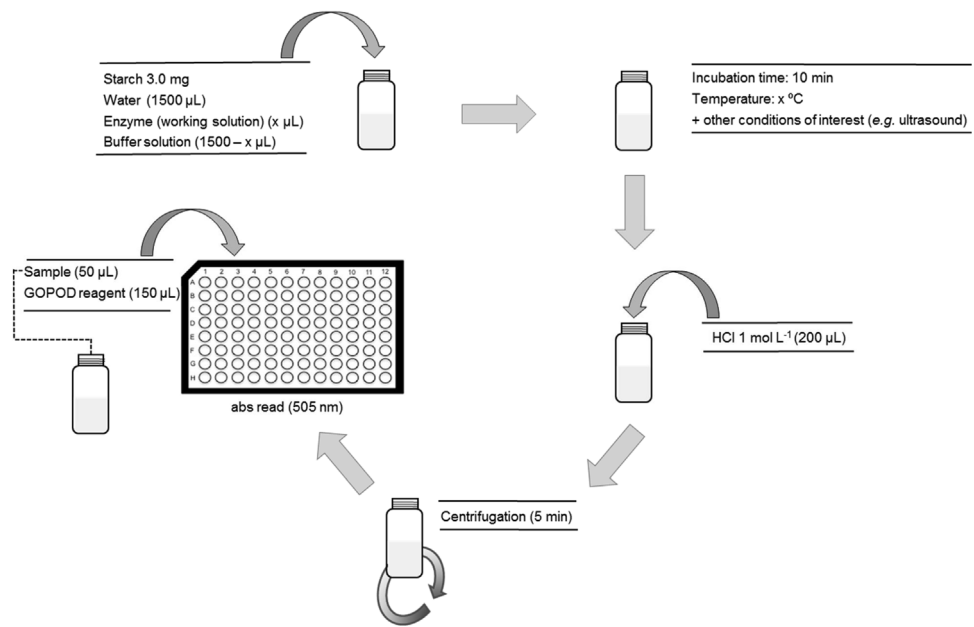 Starch 3.0 mg
Water (1500 µL)
Enzyme (working solution) (x µL)
Buffer solution (1500 – x µL)
Incubation time: 10 min
Temperature: x ºC
+ other conditions of interest (e.g. ultrasound)
HCl 1 mol L-1 (200 µL)
Centrifugation (5 min)
Sample (50 µL)
GOPOD reagent (150 µL)
1 2 3 4 5 6 7 8 9 10 11 12
A
B
C
D
E
F
G
H
abs read (505 nm)